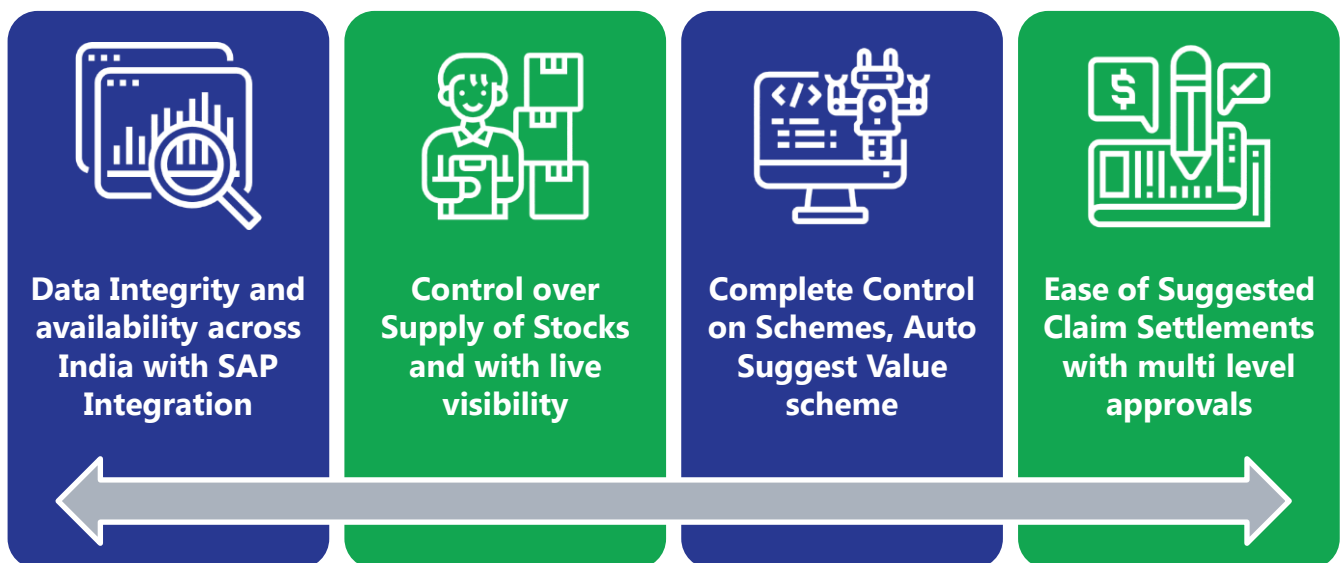 Data Integrity and
availability across
India with SAP
Integration
Control over
Supply of Stocks
and with live
visibility
Complete Control
on Schemes, Auto
Suggest Value
scheme
Ease of Suggested
Claim Settlements
with multi level
approvals